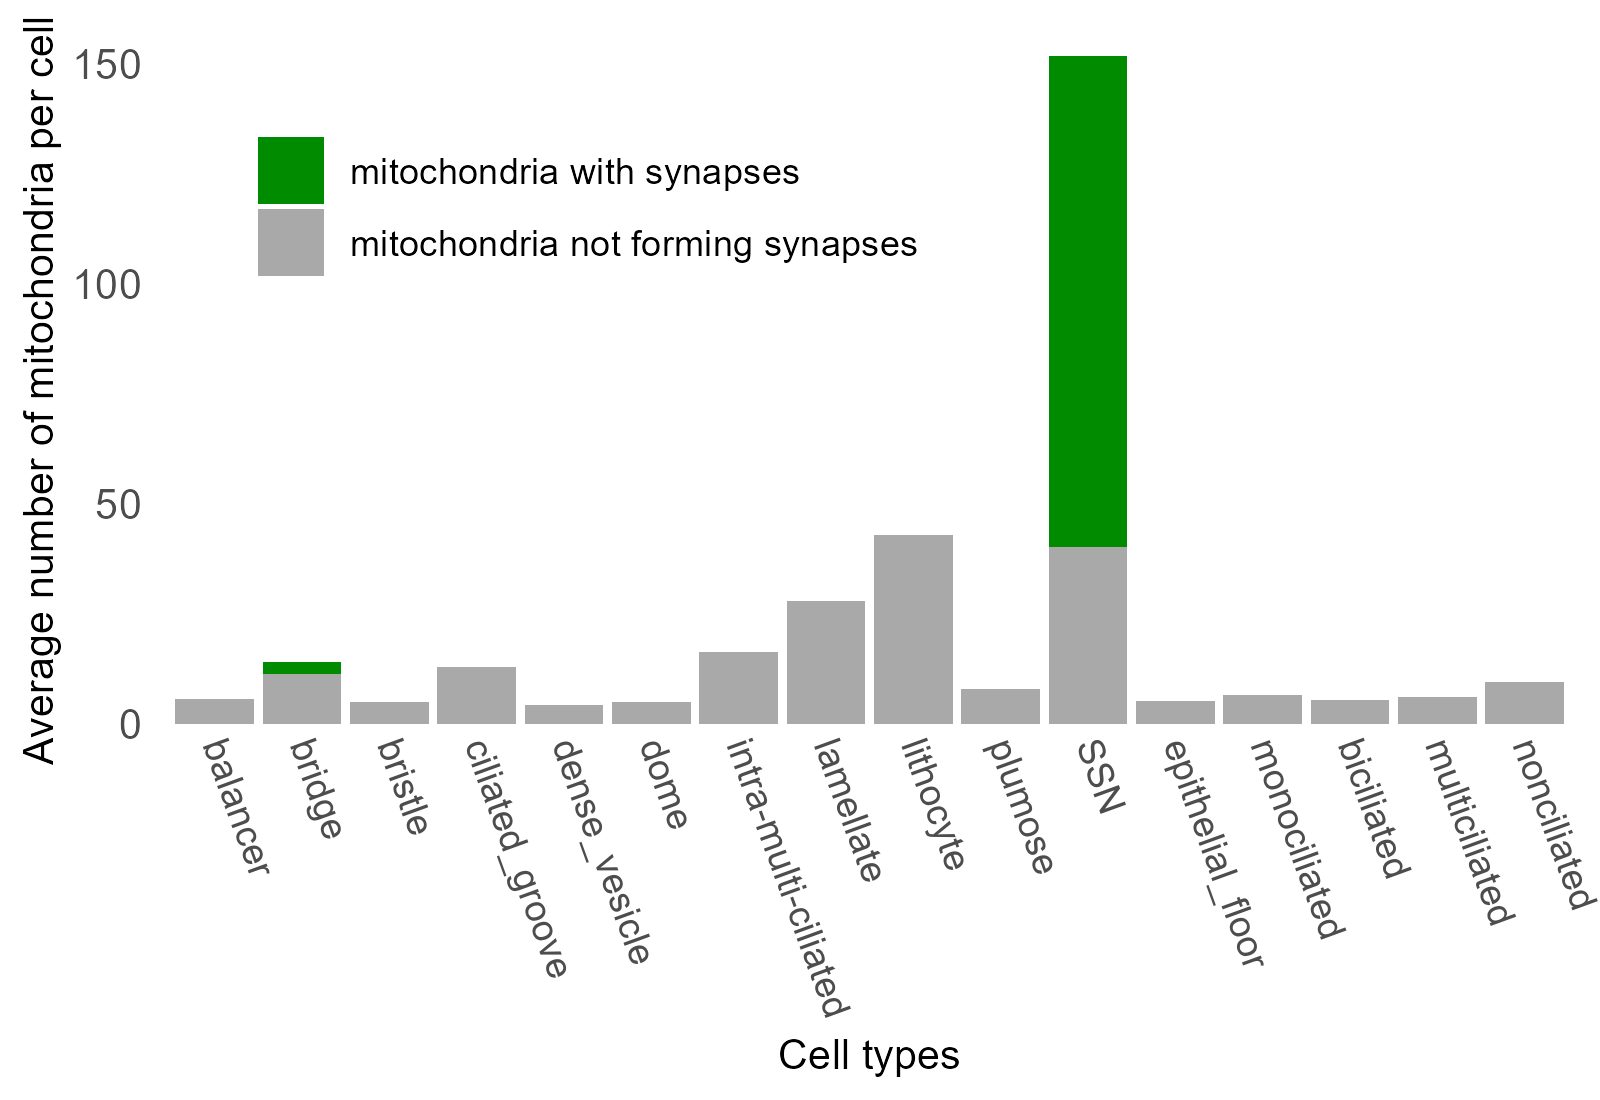 Average number of mitochondria per cell
150
100
50
0
mitochondria with synapses
mitochondria not forming synapses
balancer
bridge
bristle
ciliated_groove
dense_vesicle
dome
intra-multi-ciliated
lamellate
lithocyte
plumose
SSN
epithelial_floor
monociliated
biciliated
multiciliated
nonciliated
Cell types